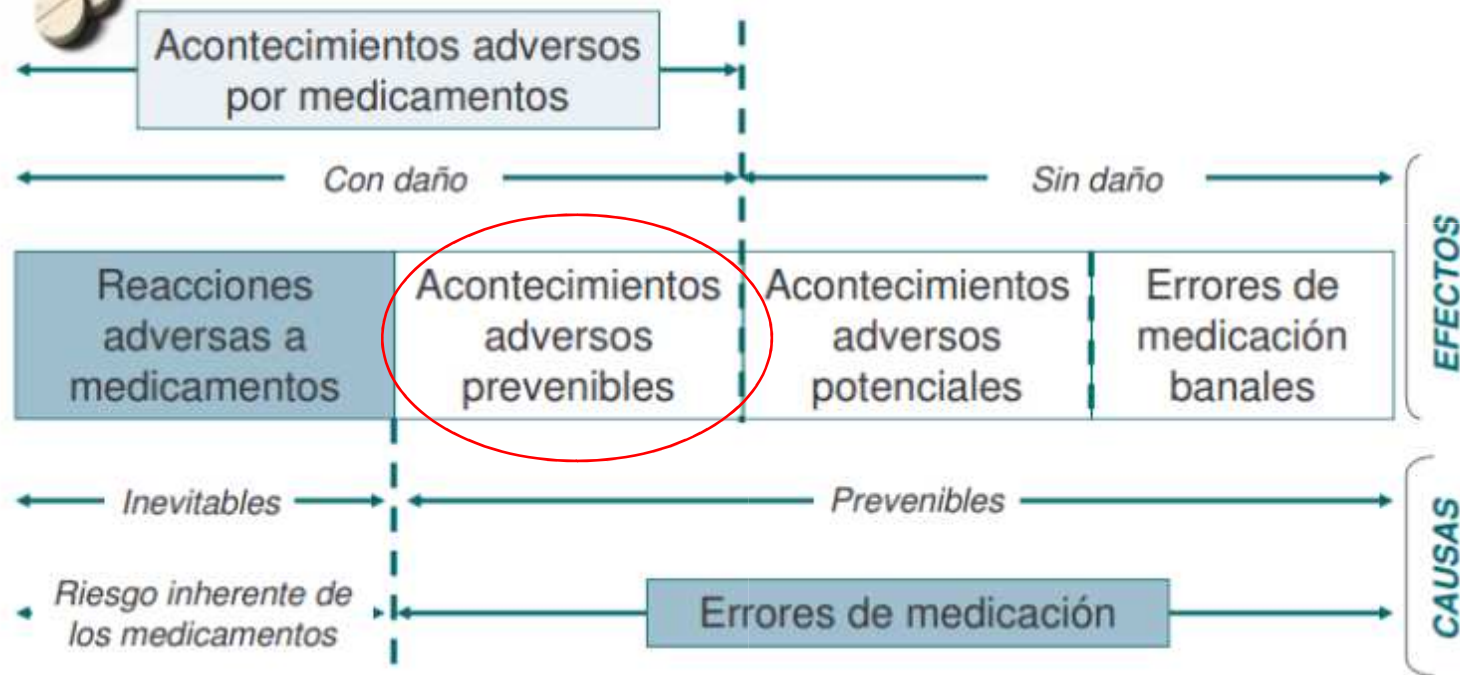 Acontecimientos adversos
por medicamentos
Con daño
Sin daño
Reacciones
adversas a
medicamentos
Acontecimientos
adversos
prevenibles
Acontecimientos
adversos
potenciales
Errores de
medicación
banales
EFECTOS
Inevitables
Prevenibles
Riesgo inherente de
los medicamentos
Errores de medicación
CAUSAS